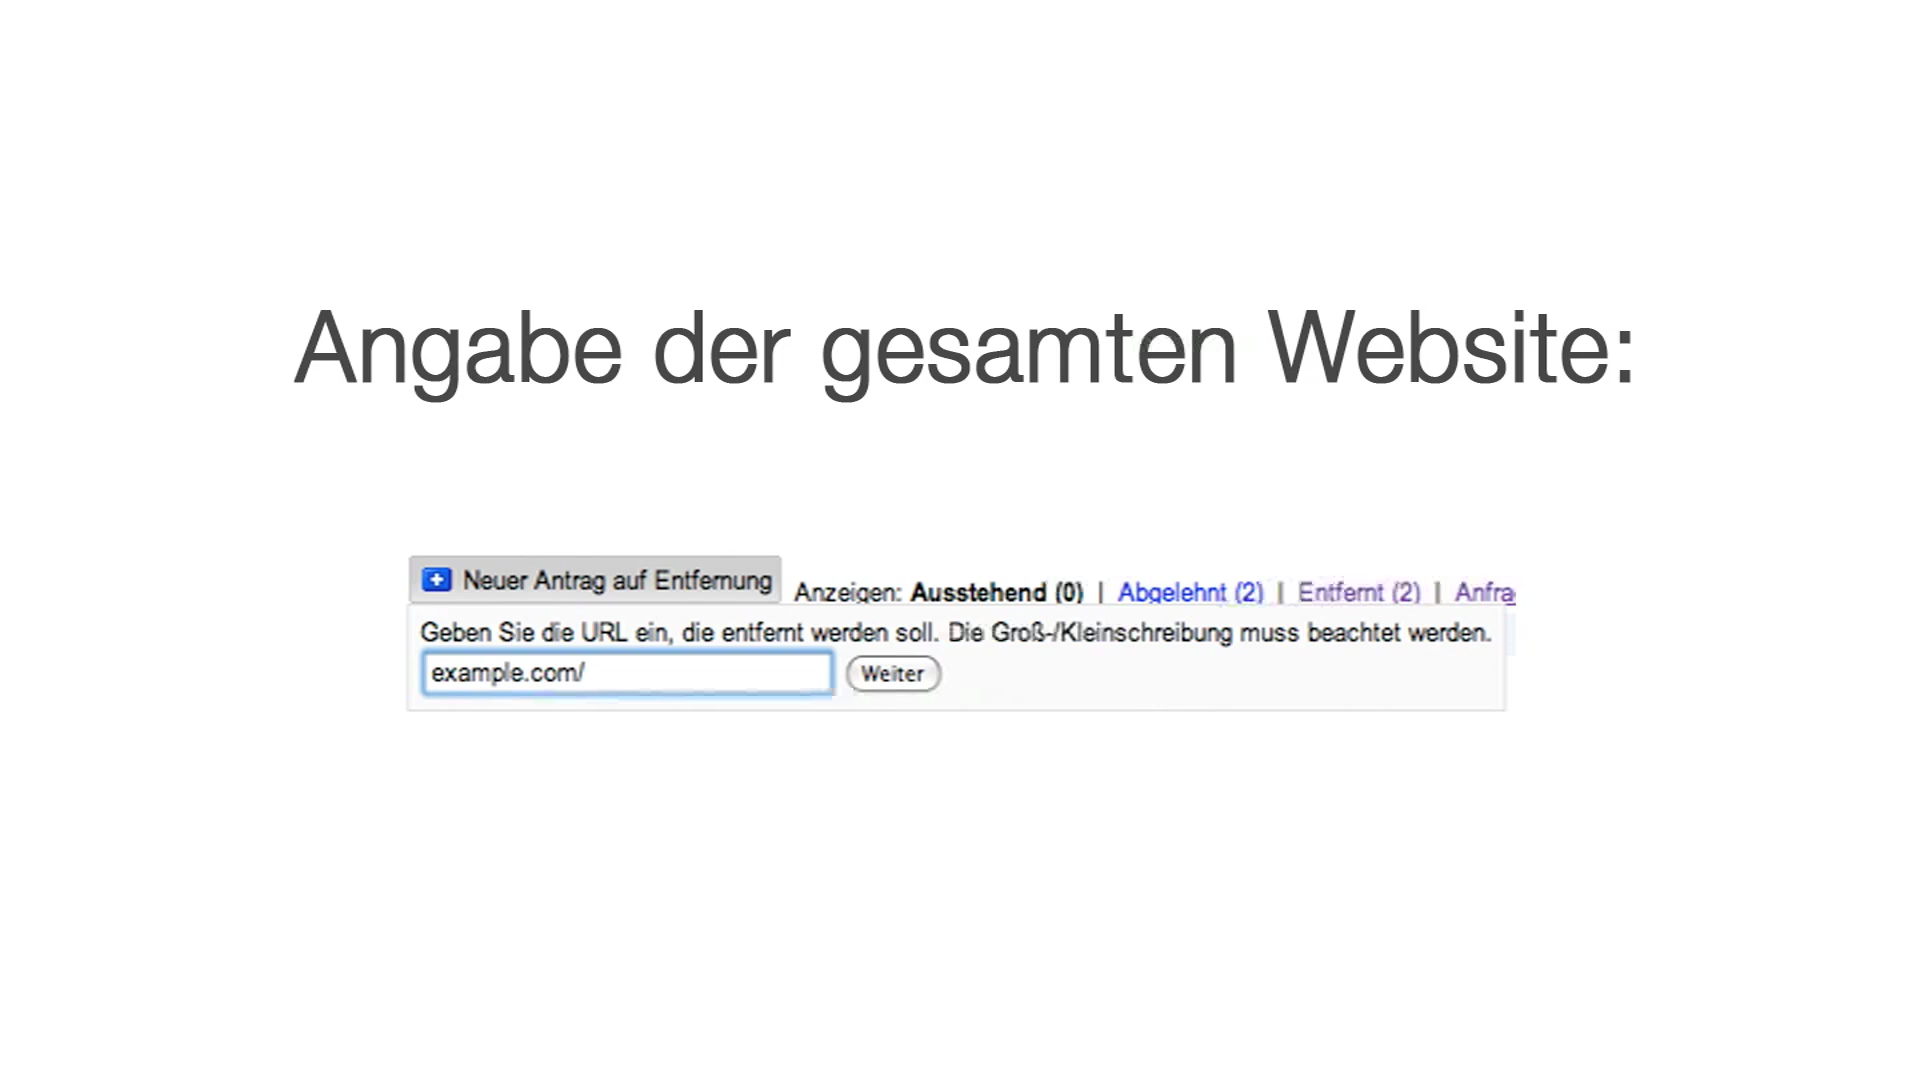 Angabe der gesamten Website:
Neuer Antrag auf Entfernung Anzeigen: Ausstehend (0) | Abgelehnt (2) | Entfernt (2) | Anfra
Geben Sie die URL ein, die entfernt werden soll. Die Groß-/Kleinschreibung muss beachtet werden.
example.com/ Weiter